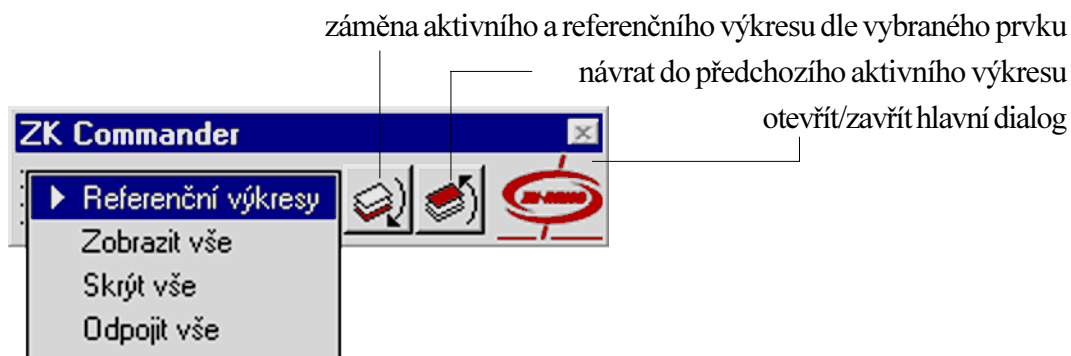 záměna aktivního a referenčního výkresu dle vybraného prvku
návrat do předchozího aktivního výkresu
otevřít/zavřít hlavní dialog
ZK Commander
Referenční výkresy
Zobrazit vše
Skrýt vše
Odpojit vše